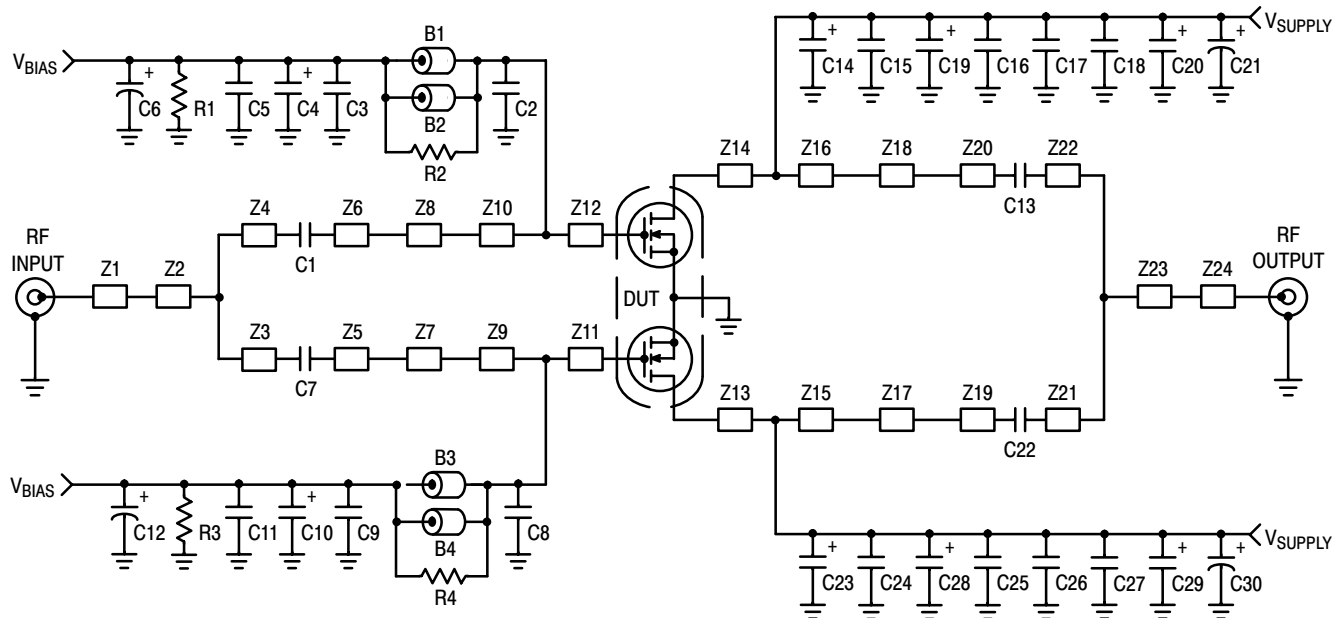 B1
V_BIAS
C6
+
R1
C5
C4
+
C3
B2
R2
C2
C14
+
C15
C19
+
C16
C17
C18
C20
+
C21
+
V_SUPPLY
Z14
Z16
Z18
Z20
C13
Z22
RF
INPUT
Z1
Z2
Z4
C1
Z6
Z8
Z10
Z12
DUT
Z3
C7
Z5
Z7
Z9
Z11
Z23
Z24
RF
OUTPUT
Z13
Z15
Z17
Z19
C22
Z21
V_BIAS
C12
+
R3
C11
C10
+
C9
B3
B4
R4
C8
C23
+
C24
C28
+
C25
C26
C27
C29
+
C30
+
V_SUPPLY